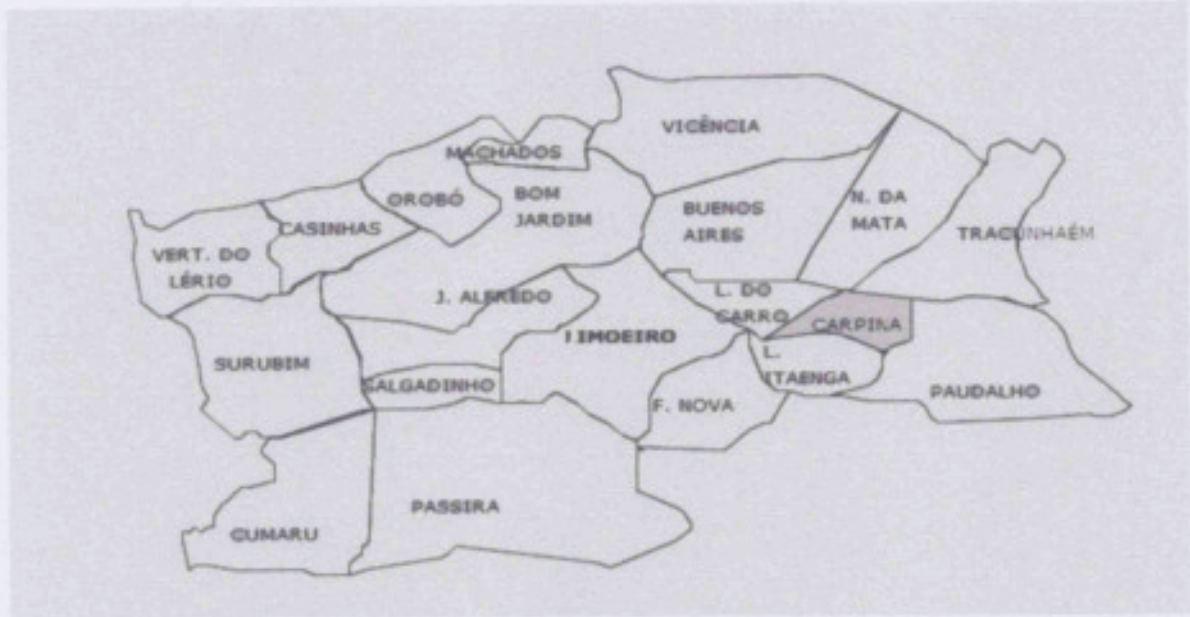 VICÊNCIA
MACHADOS
OROBÓ
BOM
JARDIM
BUENOS
AIRES
N. DA
MATA
TRACUNHAÉM
CASINHAS
VERT. DO
LÉRIO
J. ALFREDO
L. DO
CARRO
CARPINA
LIMOEIRO
SURUBIM
SALGADINHO
L.
ITAENGA
F. NOVA
PAUDALHO
PASSIRA
CUMARU